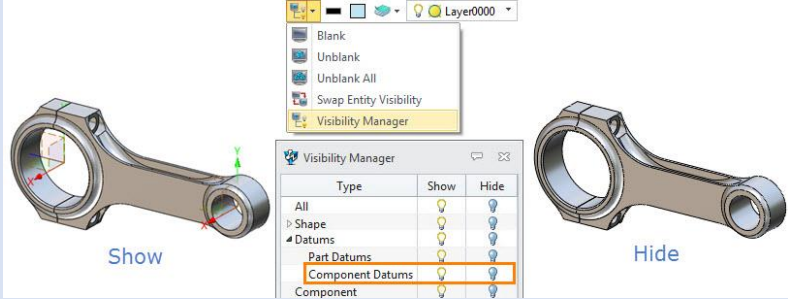 Layer0000
Blank
Unblank
Unblank All
Swap Entity Visibility
Visibility Manager
Visibility Manager
Type Show Hide
All
Shape
Datums
Part Datums
Component Datums
Component
X
Y
X
Show
Hide